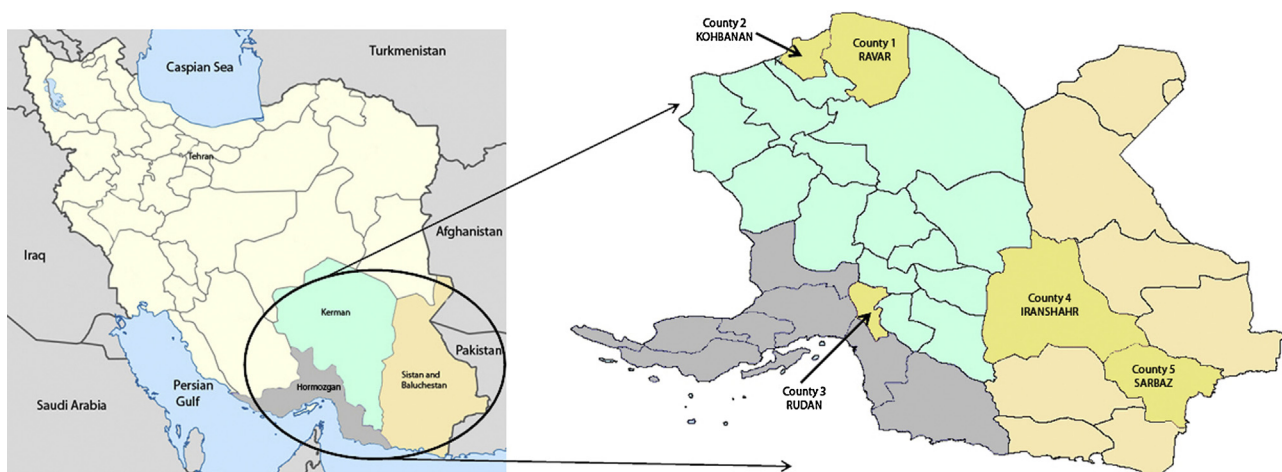 Caspian Sea
Turkmenistan
Tehran
Iraq
Afghanistan
Kerman
Pakistan
Sistan and
Baluchestan
Hormozgan
Persian
Gulf
Saudi Arabia
County 2
KOHBANAN
County 1
RAVAR
County 4
IRANSHAHR
County 5
SARBAZ
County 3
RUDAN